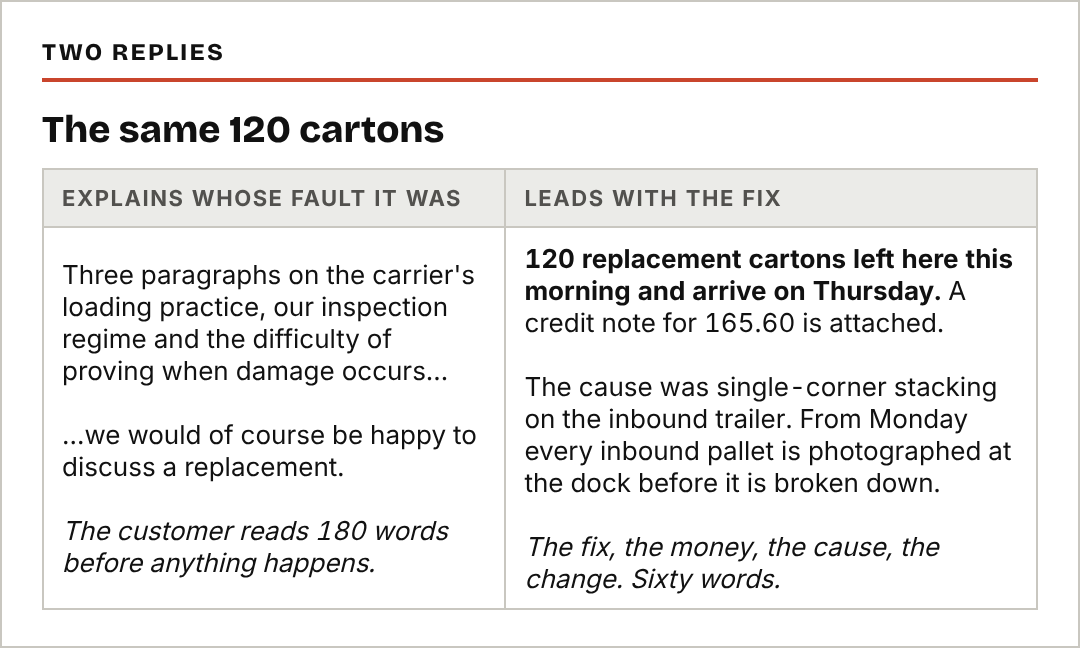 TWO REPLIES
The same 120 cartons
EXPLAINS WHOSE FAULT IT WAS
Three paragraphs on the carrier's
loading practice, our inspection
regime and the difficulty of
proving when damage occurs...
...we would of course be happy to
discuss a replacement.
The customer reads 180 words
before anything happens.
LEADS WITH THE FIX
120 replacement cartons left here this
morning and arrive on Thursday. A
credit note for 165.60 is attached.
The cause was single-corner stacking
on the inbound trailer. From Monday
every inbound pallet is photographed at
the dock before it is broken down.
The fix, the money, the cause, the
change. Sixty words.